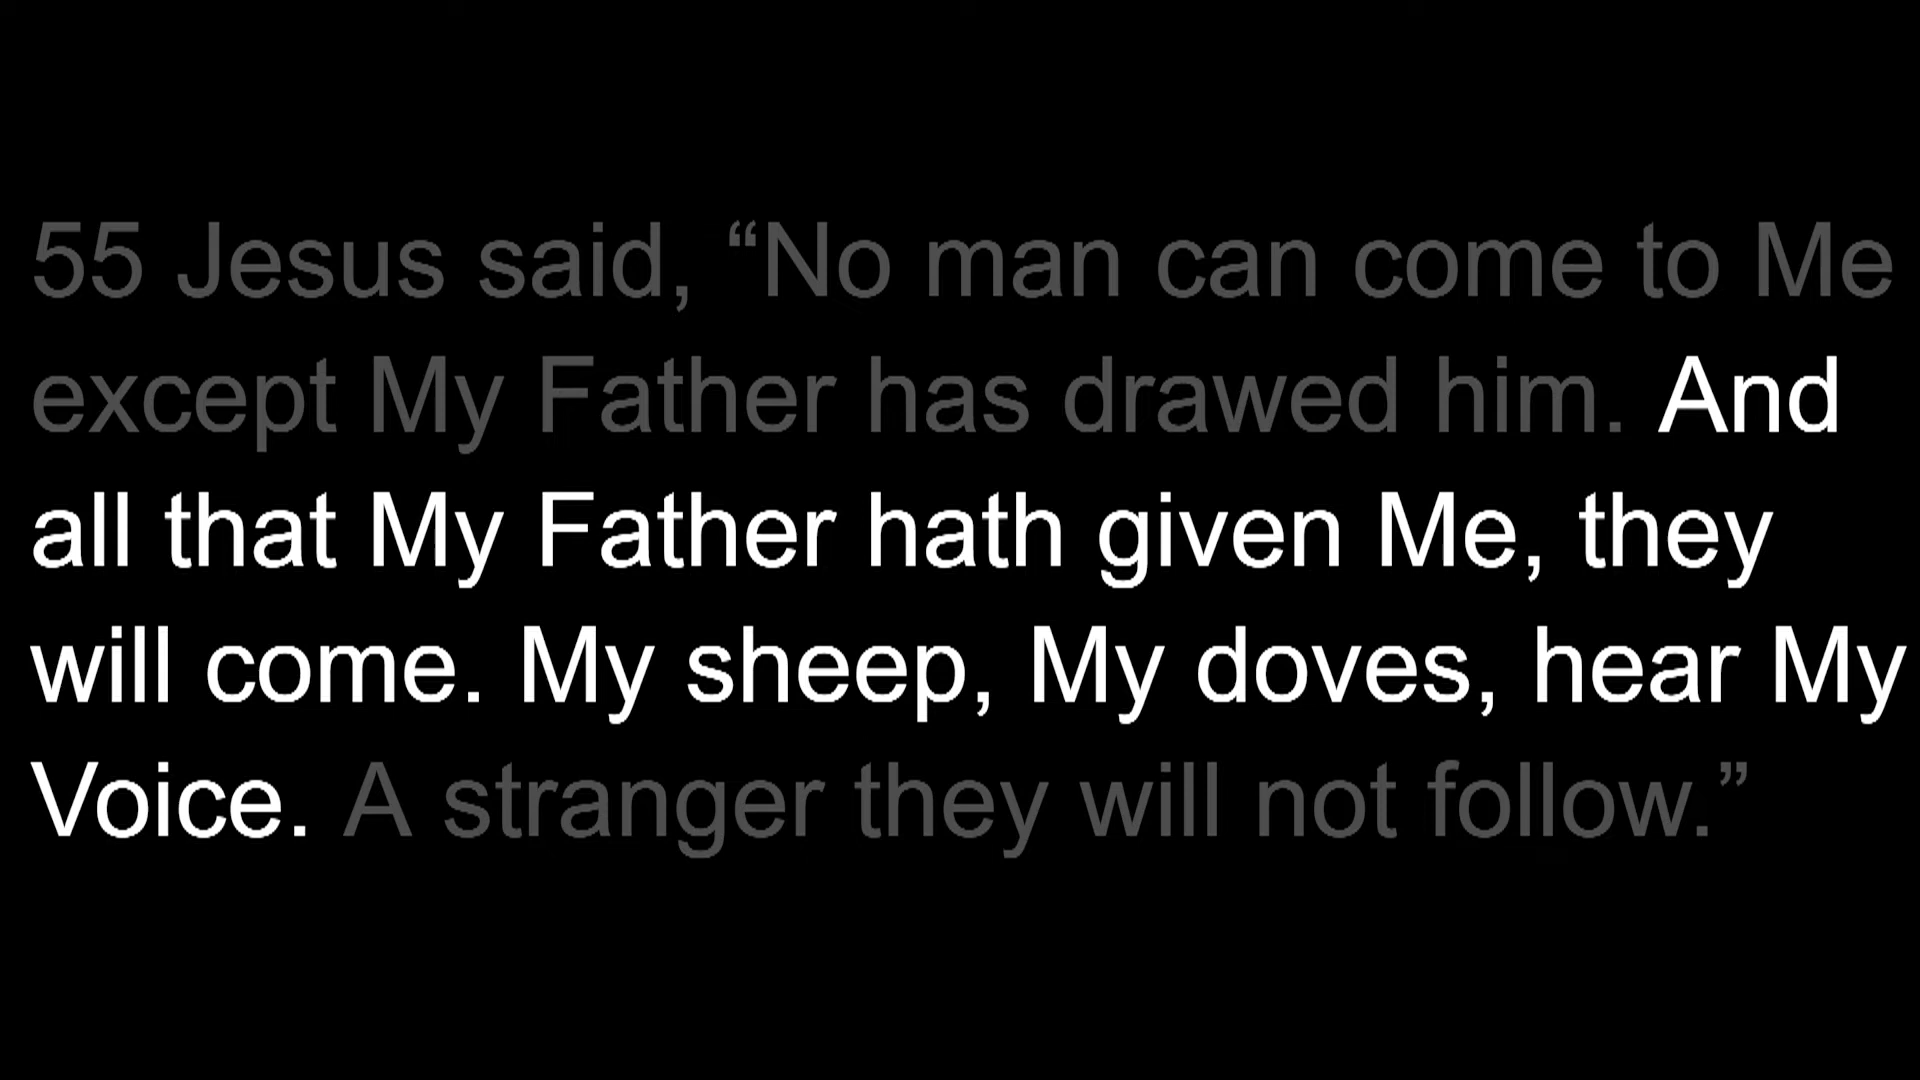 55 Jesus said, “No man can come to Me
except My Father has drawed him. And
all that My Father hath given Me, they
will come. My sheep, My doves, hear My
Voice. A stranger they will not follow.”